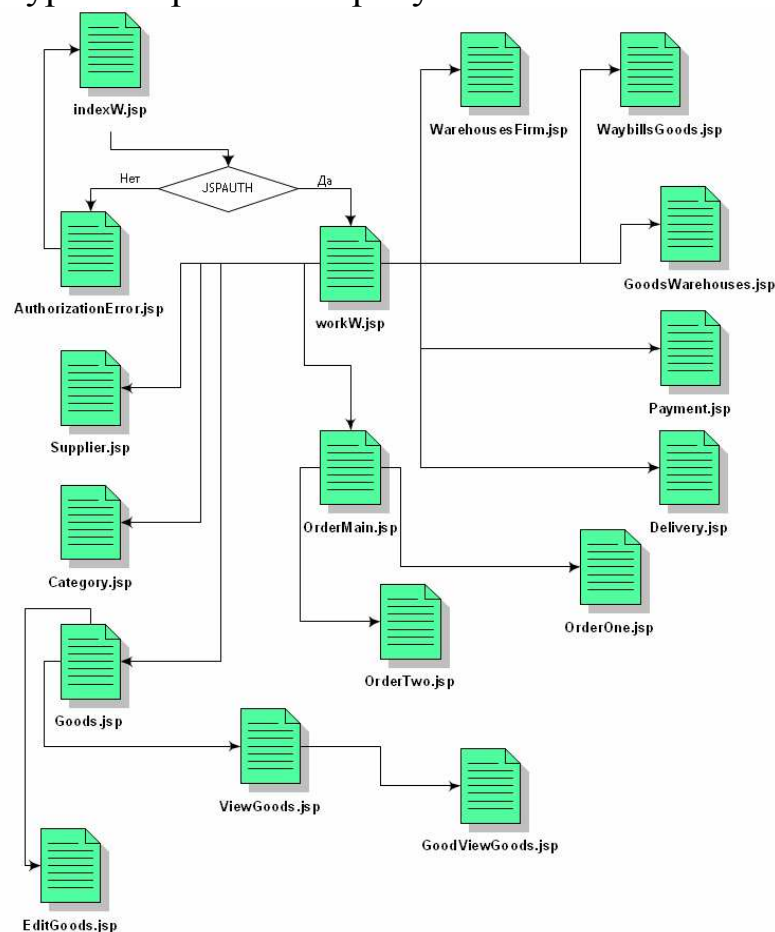 indexW.jsp
WarehousesFirm.jsp
WaybillsGoods.jsp
Нет
JSPAUTH
Да
AuthorizationError.jsp
workW.jsp
GoodsWarehouses.jsp
Supplier.jsp
Payment.jsp
OrderMain.jsp
Delivery.jsp
Category.jsp
OrderOne.jsp
OrderTwo.jsp
Goods.jsp
ViewGoods.jsp
GoodViewGoods.jsp
EditGoods.jsp